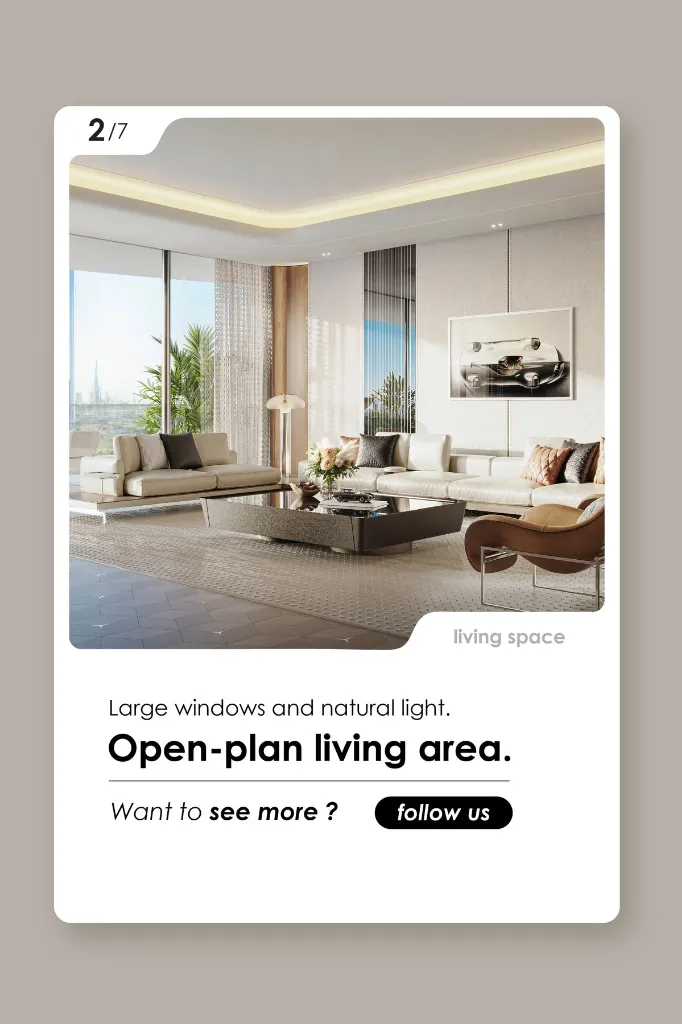 2/7
living space
Large windows and natural light.
Open-plan living area.
Want to see more ?
follow us